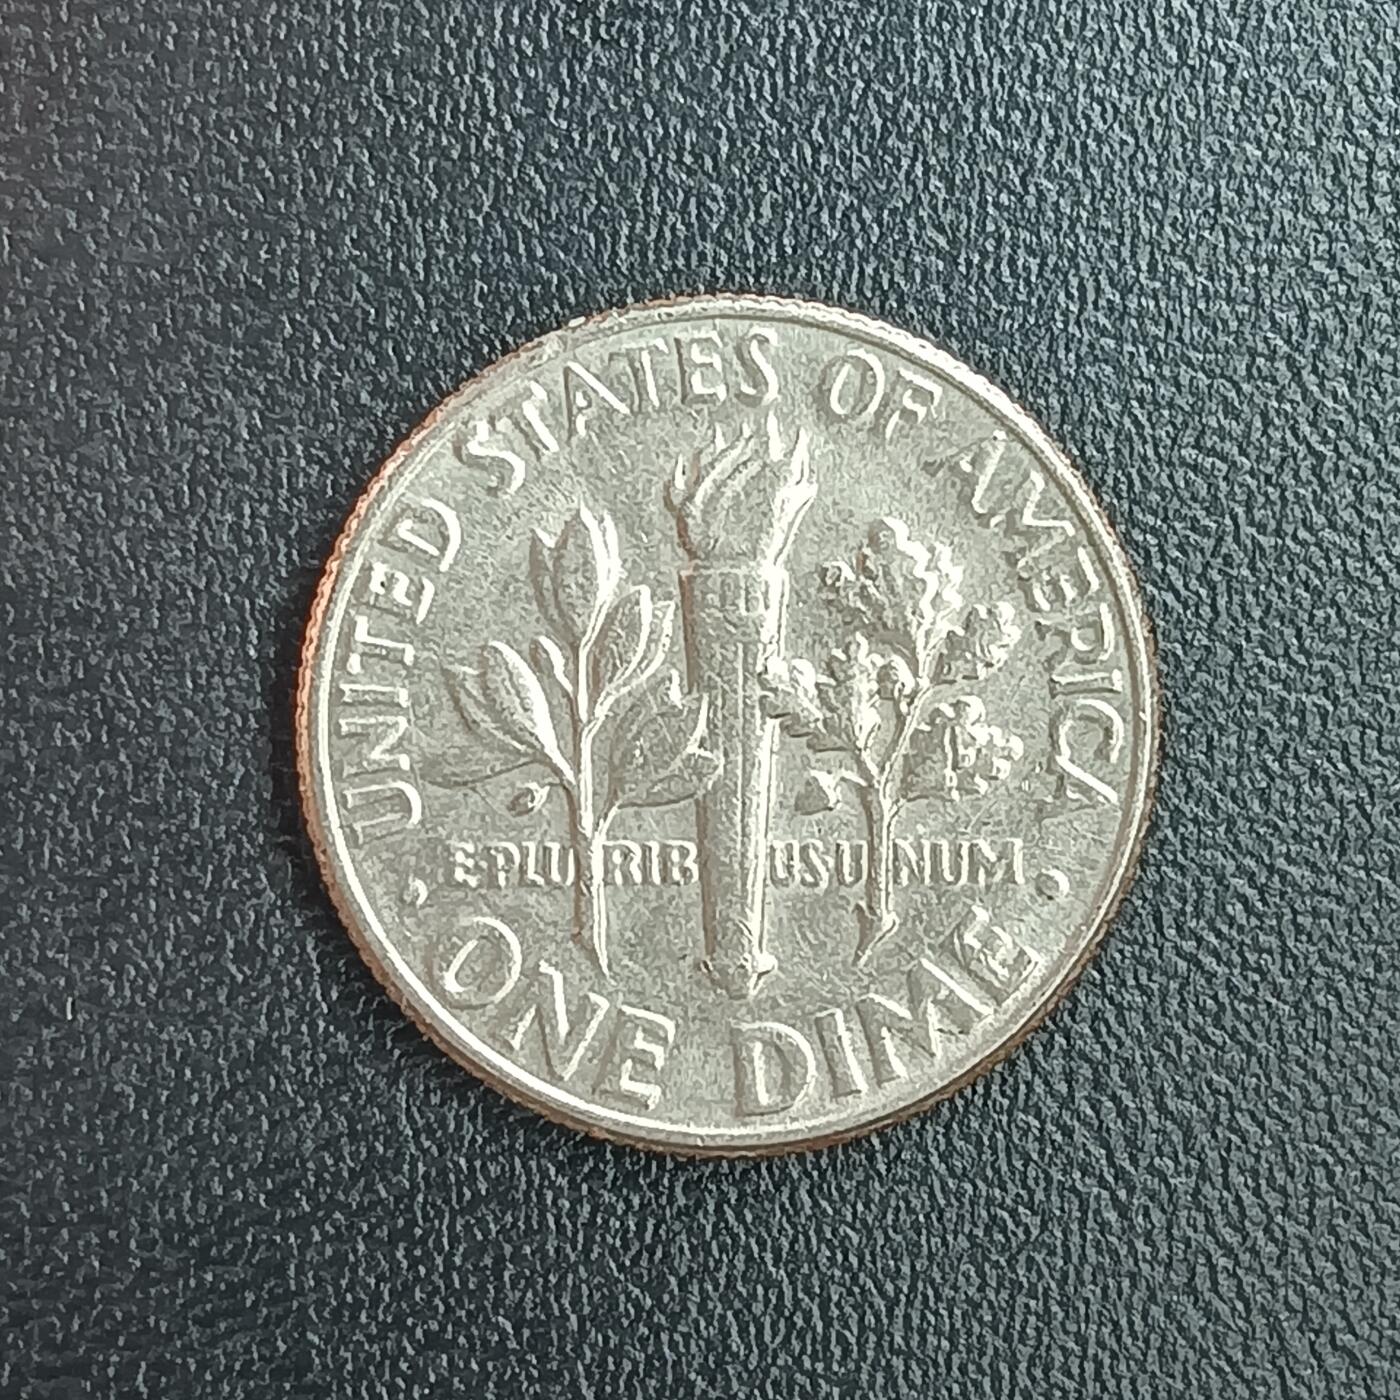 UNITED STATES OF AMERICA
E PLURIBUS UNUM
· ONE DIME ·